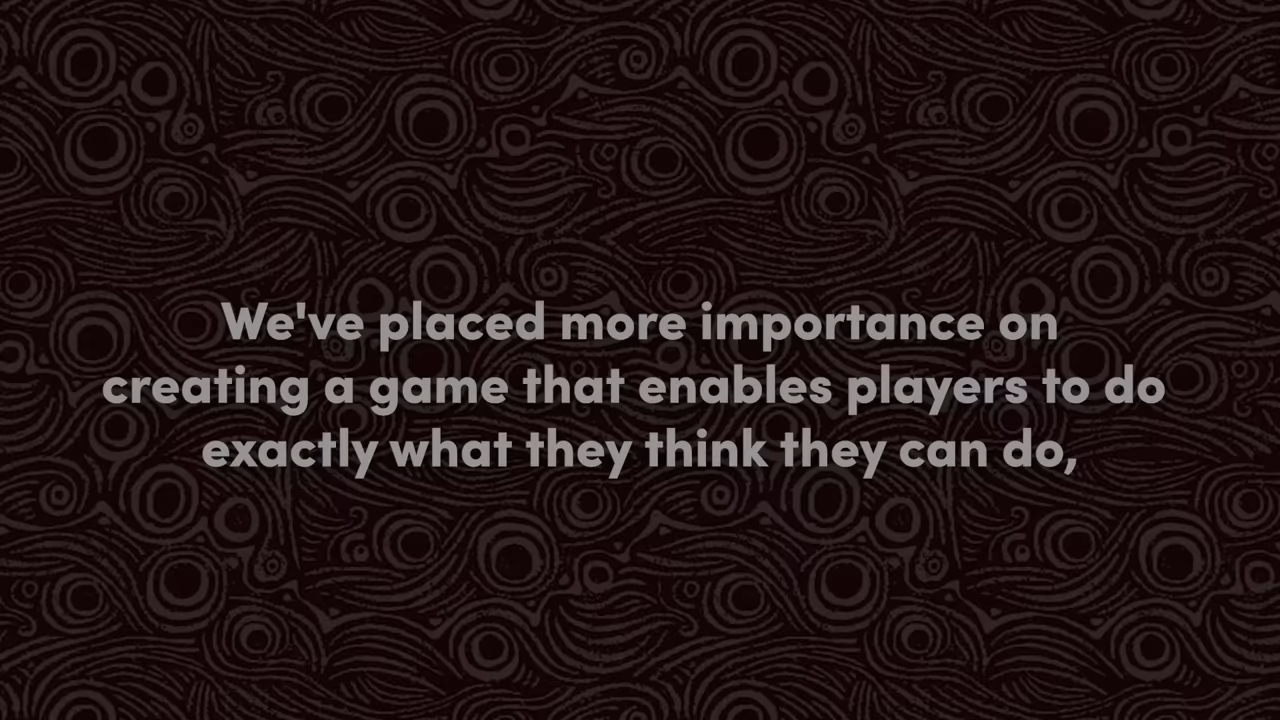 We've placed more importance on
creating a game that enables players to do
exactly what they think they can do,